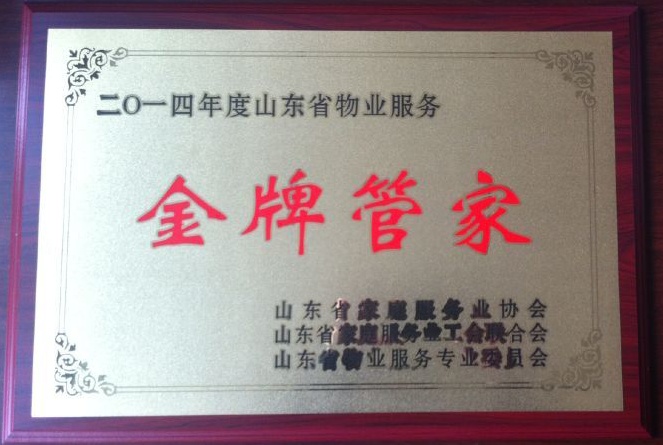 二〇一四年度山东省物业服务
金牌管家
山东省家庭服务业协会
山东省家庭服务业工会联合会
山东省物业服务专业委员会